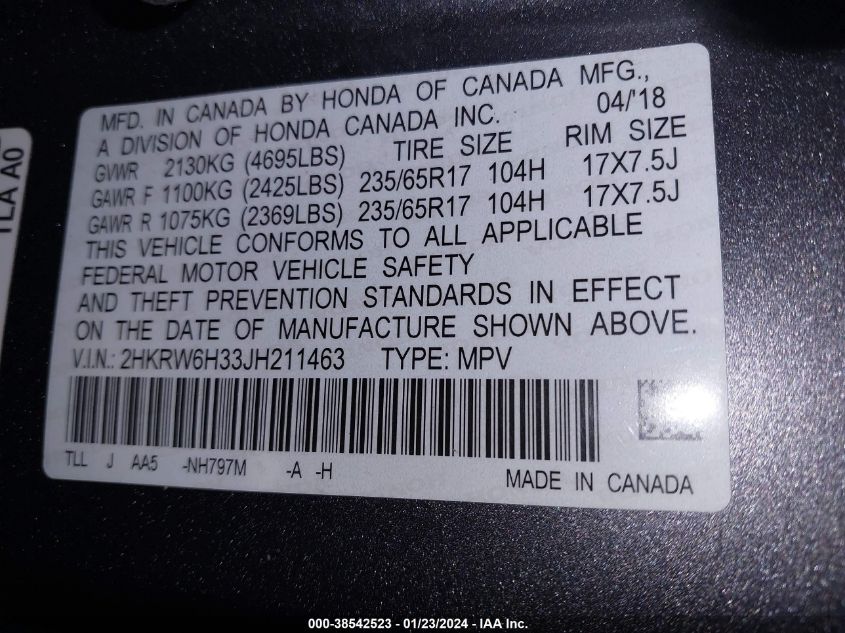 MFD. IN CANADA BY HONDA OF CANADA MFG.,
A DIVISION OF HONDA CANADA INC. 04/'18
GVWR 2130KG (4695LBS) TIRE SIZE RIM SIZE
GAWR F 1100KG (2425LBS) 235/65R17 104H 17X7.5J
GAWR R 1075KG (2369LBS) 235/65R17 104H 17X7.5J
THIS VEHICLE CONFORMS TO ALL APPLICABLE
FEDERAL MOTOR VEHICLE SAFETY
AND THEFT PREVENTION STANDARDS IN EFFECT
ON THE DATE OF MANUFACTURE SHOWN ABOVE.
V.I.N.: 2HKRW6H33JH211463 TYPE: MPV
TLL J AA5 -NH797M -A -H
MADE IN CANADA
TLA A0
000-38542523 - 01/23/2024 - IAA Inc.